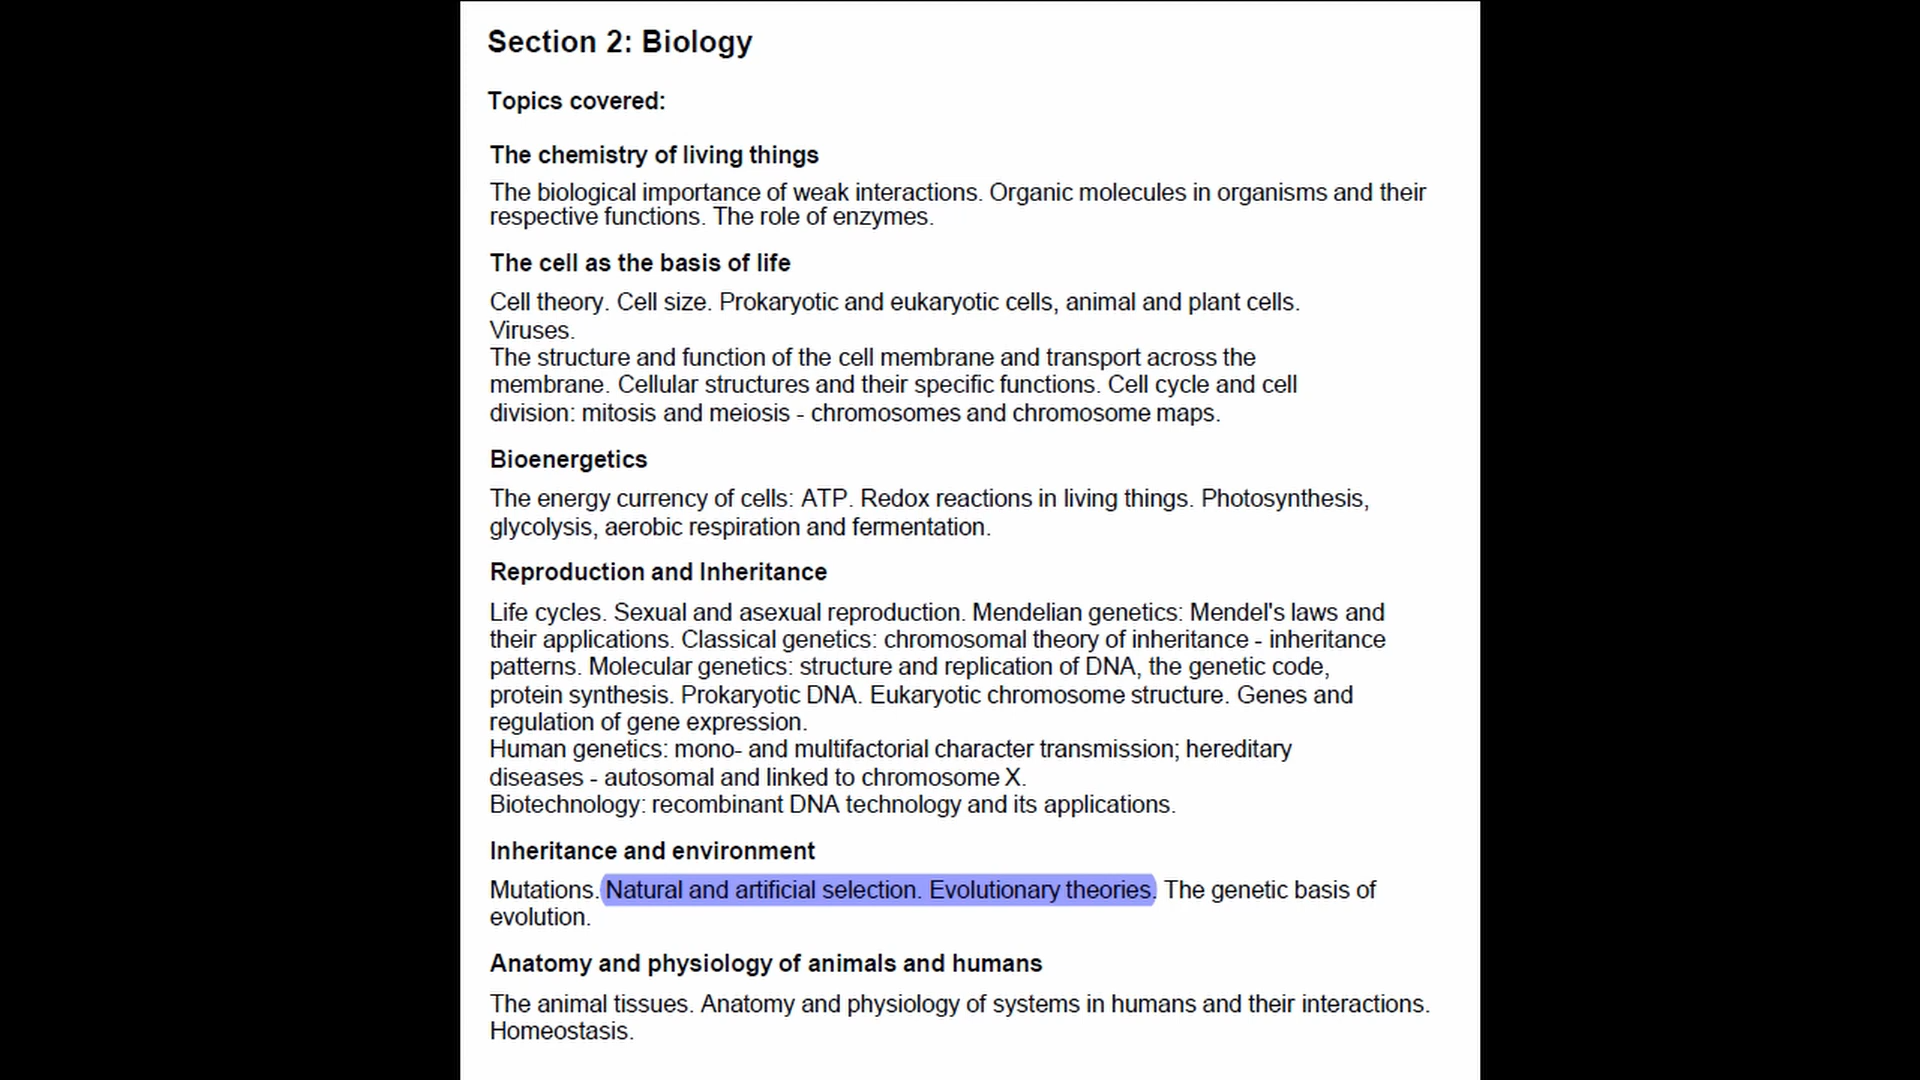 Section 2: Biology
Topics covered:
The chemistry of living things
The biological importance of weak interactions. Organic molecules in organisms and their
respective functions. The role of enzymes.
The cell as the basis of life
Cell theory. Cell size. Prokaryotic and eukaryotic cells, animal and plant cells.
Viruses.
The structure and function of the cell membrane and transport across the
membrane. Cellular structures and their specific functions. Cell cycle and cell
division: mitosis and meiosis - chromosomes and chromosome maps.
Bioenergetics
The energy currency of cells: ATP. Redox reactions in living things. Photosynthesis,
glycolysis, aerobic respiration and fermentation.
Reproduction and Inheritance
Life cycles. Sexual and asexual reproduction. Mendelian genetics: Mendel's laws and
their applications. Classical genetics: chromosomal theory of inheritance - inheritance
patterns. Molecular genetics: structure and replication of DNA, the genetic code,
protein synthesis. Prokaryotic DNA. Eukaryotic chromosome structure. Genes and
regulation of gene expression.
Human genetics: mono- and multifactorial character transmission; hereditary
diseases - autosomal and linked to chromosome X.
Biotechnology: recombinant DNA technology and its applications.
Inheritance and environment
Mutations. Natural and artificial selection. Evolutionary theories. The genetic basis of
evolution.
Anatomy and physiology of animals and humans
The animal tissues. Anatomy and physiology of systems in humans and their interactions.
Homeostasis.